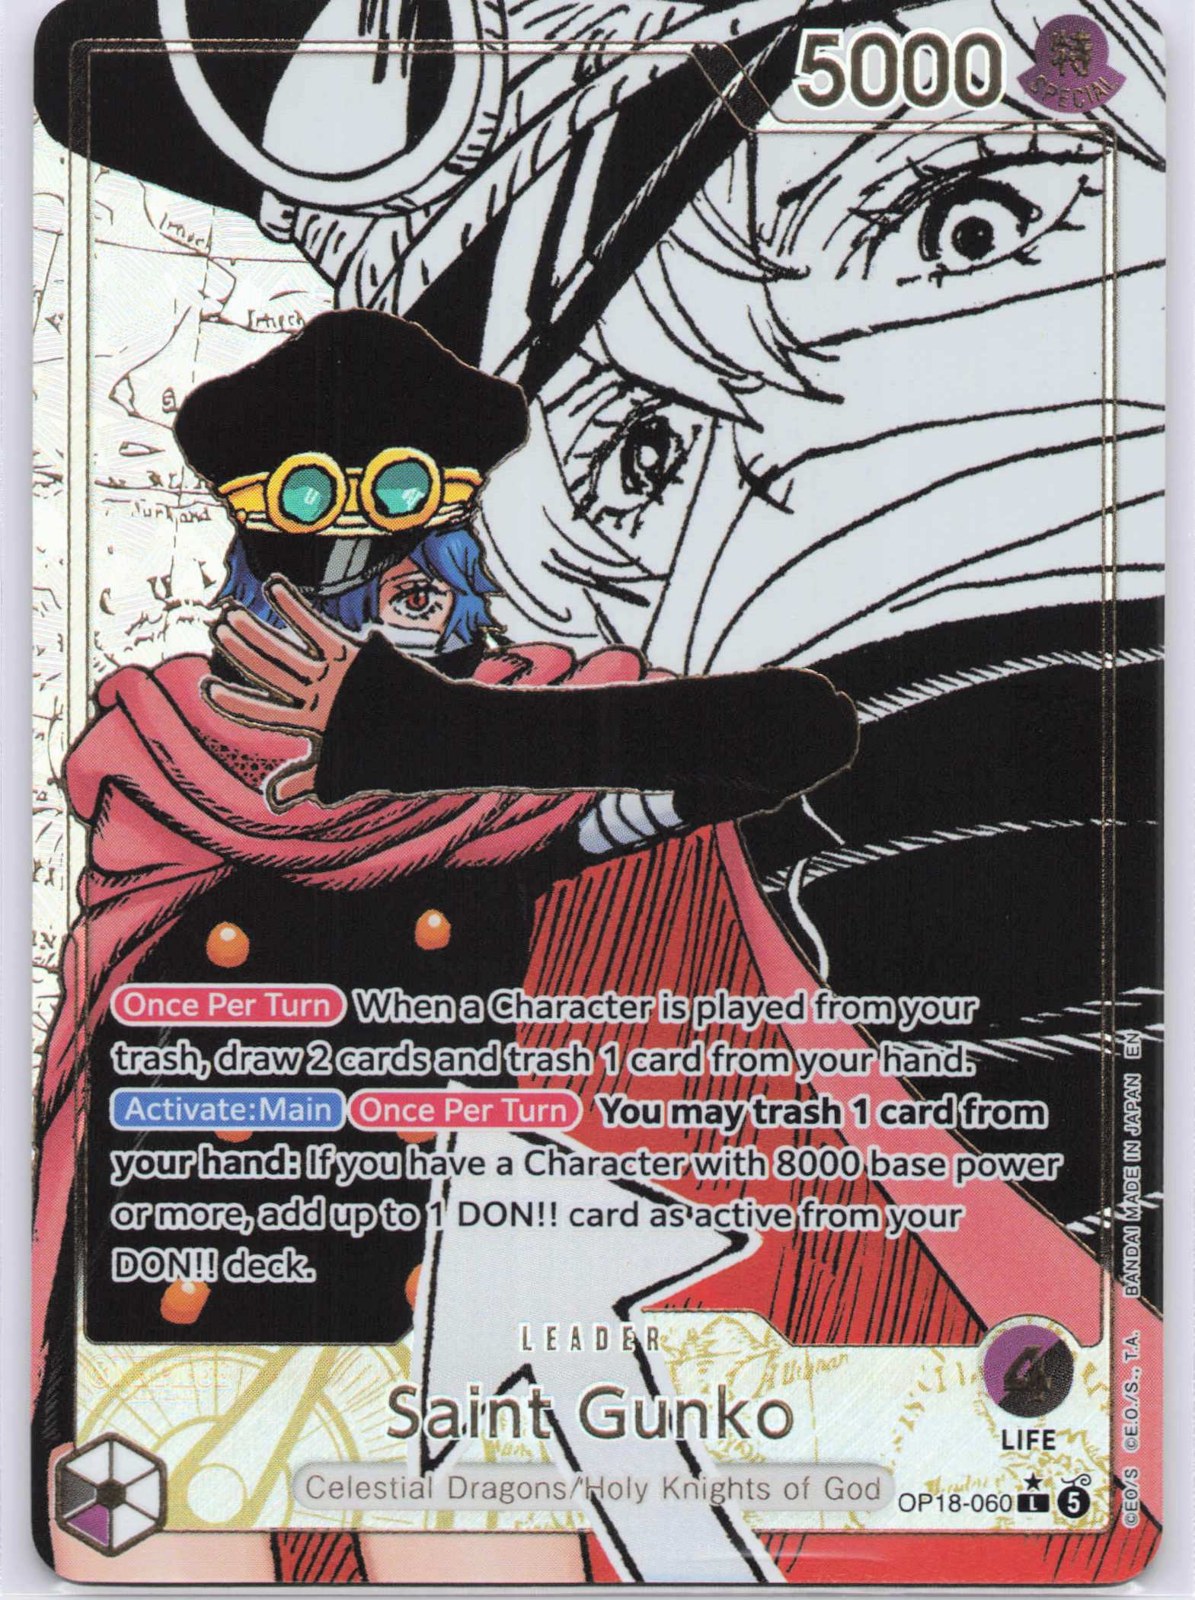 5000
特
SPECIAL
Once Per Turn When a Character is played from your
trash, draw 2 cards and trash 1 card from your hand.
Activate:Main Once Per Turn You may trash 1 card from
your hand: If you have a Character with 8000 base power
or more, add up to 1 DON!! card as active from your
DON!! deck.
LEADER
Saint Gunko
4
LIFE
Celestial Dragons/Holy Knights of God
OP18-060 L 5
©EO/S ©E.O./S., T.A. BANDAI MADE IN JAPAN EN